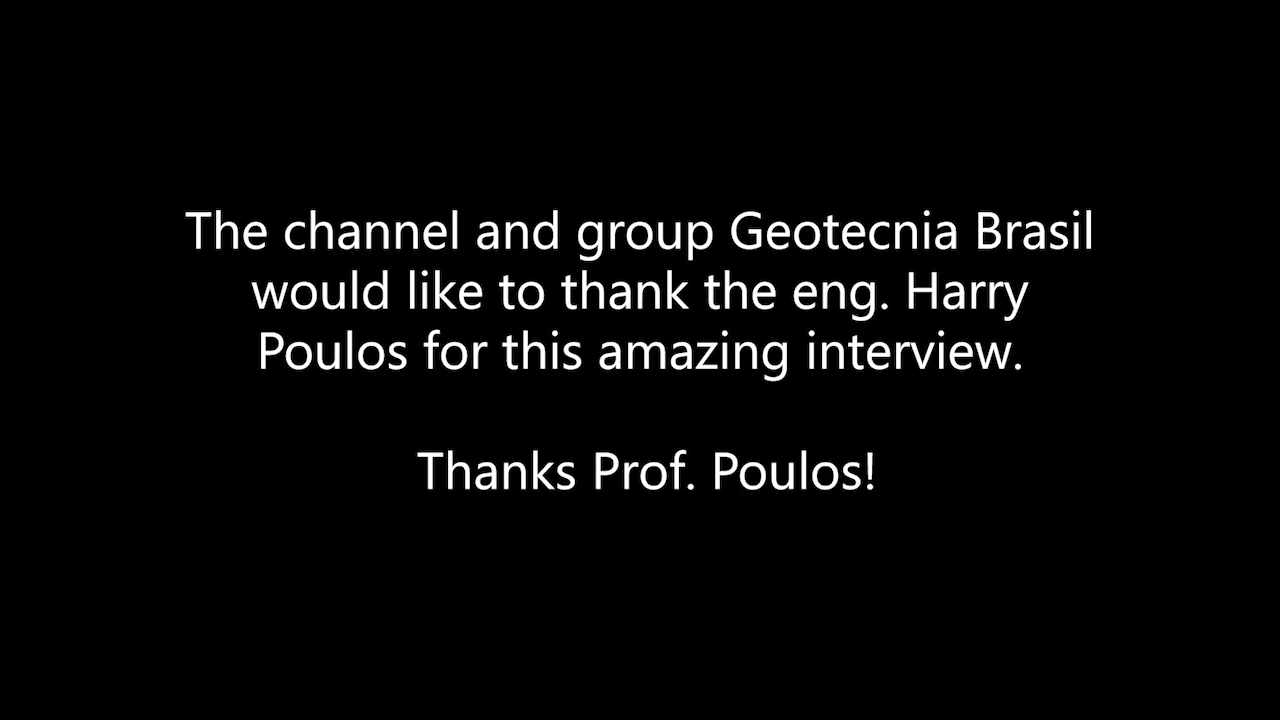 The channel and group Geotecnia Brasil
would like to thank the eng. Harry
Poulos for this amazing interview.
Thanks Prof. Poulos!